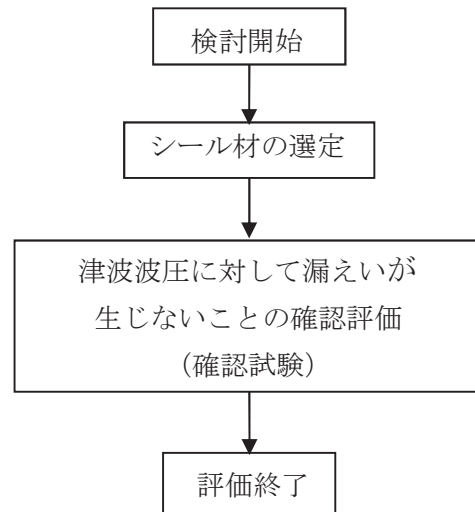 検討開始
シール材の選定
津波波圧に対して漏えいが
生じないことの確認評価
（確認試験）
評価終了